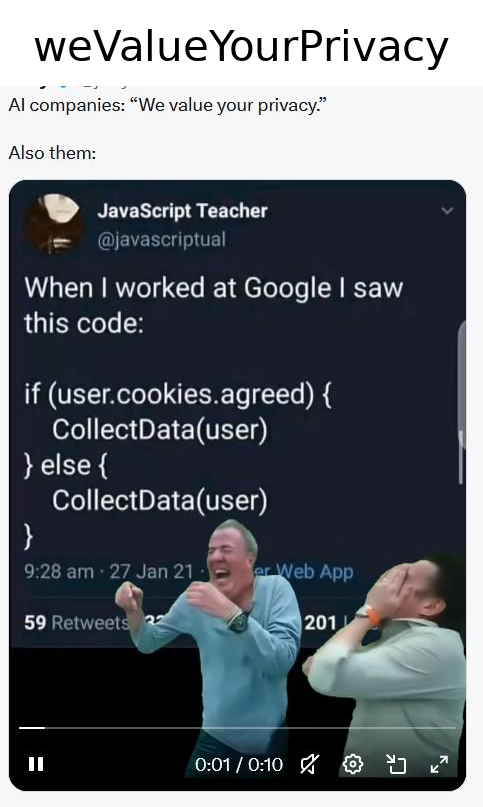 weValueYourPrivacy
AI companies: “We value your privacy.”
Also them:
JavaScript Teacher
@javascriptual
When I worked at Google I saw
this code:
if (user.cookies.agreed) {
CollectData(user)
} else {
CollectData(user)
}
9:28 am · 27 Jan 21 · Web App
59 Retweets 201
0:01 / 0:10